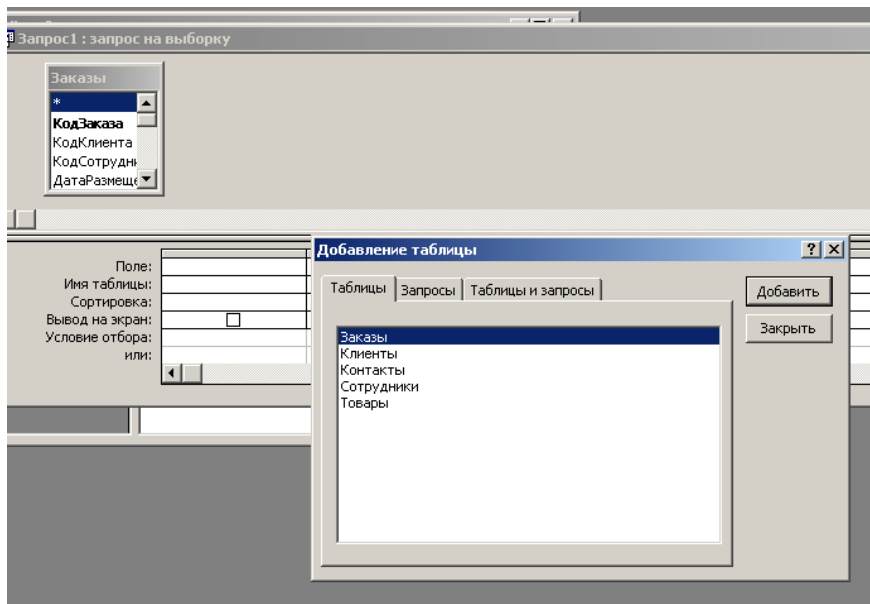 Запрос1 : запрос на выборку
Заказы
*
КодЗаказа
КодКлиента
КодСотрудн
ДатаРазмеще
Поле:
Имя таблицы:
Сортировка:
Вывод на экран:
Условие отбора:
или:
Добавление таблицы
Таблицы Запросы Таблицы и запросы
Добавить
Закрыть
Заказы
Клиенты
Контакты
Сотрудники
Товары